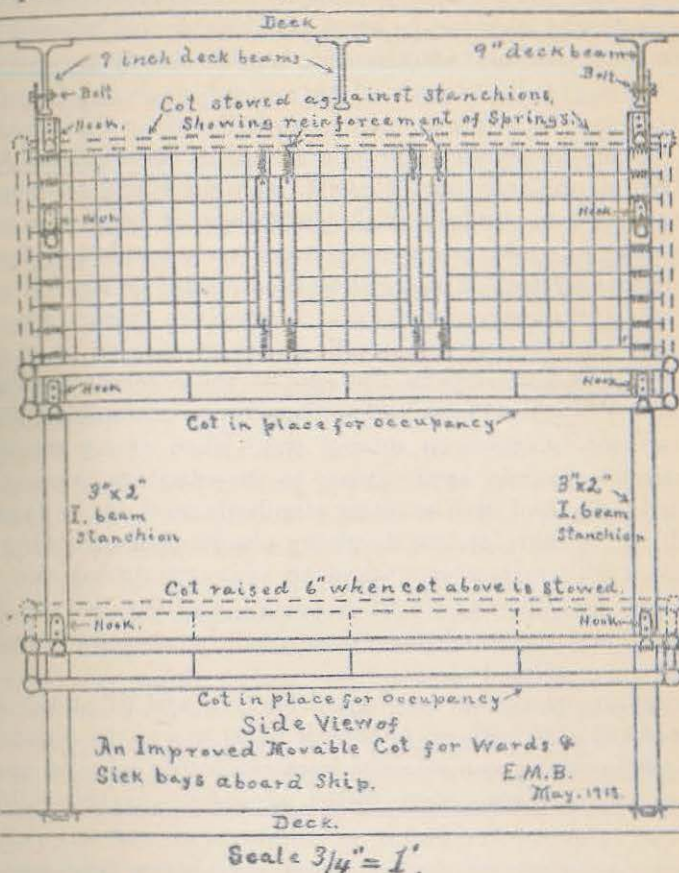 Deck
9 inch deck beams
9" deck beam
Bolt
Bolt
Cot stowed against stanchions,
Showing reinforcement of Springs.
Hook.
Hook
Hook
Hook
Hook
Cot in place for occupancy
3"x2"
I. beam
Stanchion
3"x2"
I. beam
Stanchion
Cot raised 6" when cot above is stowed.
Hook.
Hook
Cot in place for occupancy
Side View of
An Improved Movable Cot for Wards &
Sick bays aboard Ship.
E.M.B.
May. 1918.
Deck.
Scale 3/4" = 1'.